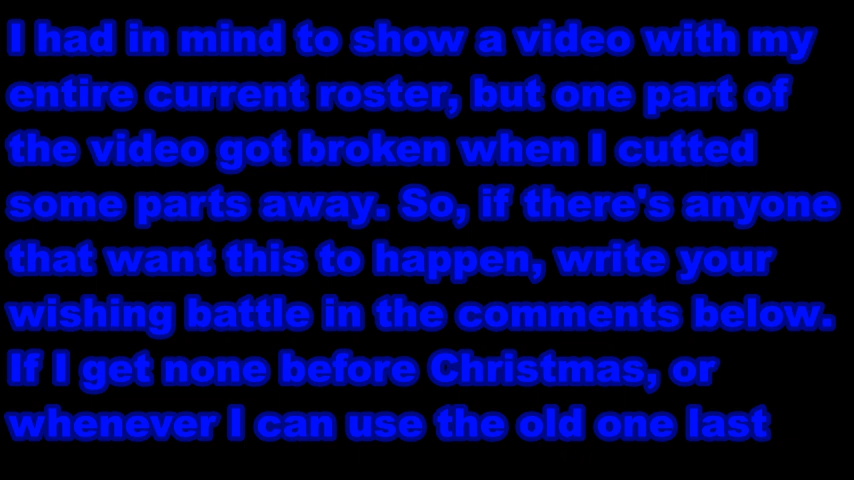 I had in mind to show a video with my
entire current roster, but one part of
the video got broken when I cutted
some parts away. So, if there's anyone
that want this to happen, write your
wishing battle in the comments below.
If I get none before Christmas, or
whenever I can use the old one last